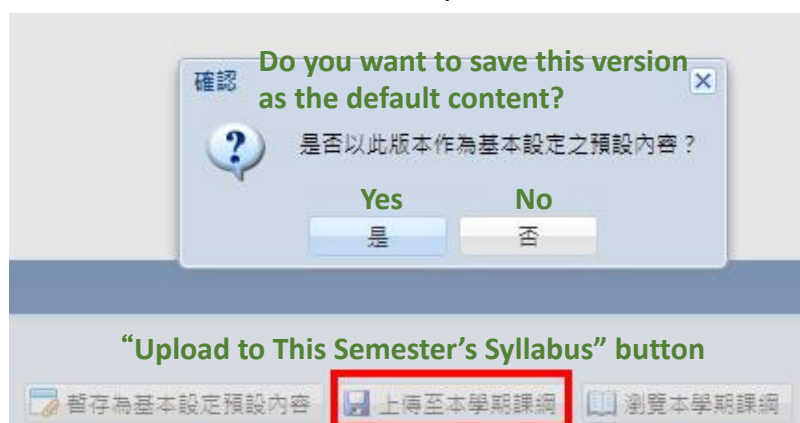 Do you want to save this version
確認
as the default content?
是否以此版本作為基本設定之預設內容？
Yes No
是 否
“Upload to This Semester’s Syllabus” button
暫存為基本設定預設內容 上傳至本學期課綱 瀏覽本學期課綱